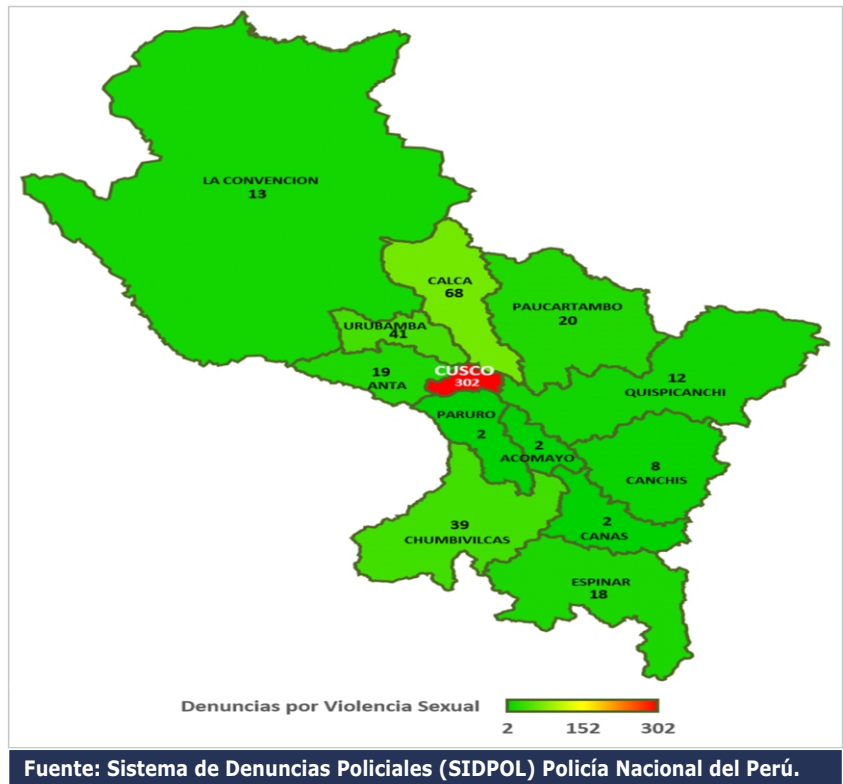 LA CONVENCION
13
CALCA
68
PAUCARTAMBO
20
URUBAMBA
41
19
ANTA
CUSCO
302
12
QUISPICANCHI
PARURO
2
2
ACOMAYO
8
CANCHIS
39
CHUMBIVILCAS
2
CANAS
ESPINAR
18
Denuncias por Violencia Sexual
2 152 302
Fuente: Sistema de Denuncias Policiales (SIDPOL) Policía Nacional del Perú.